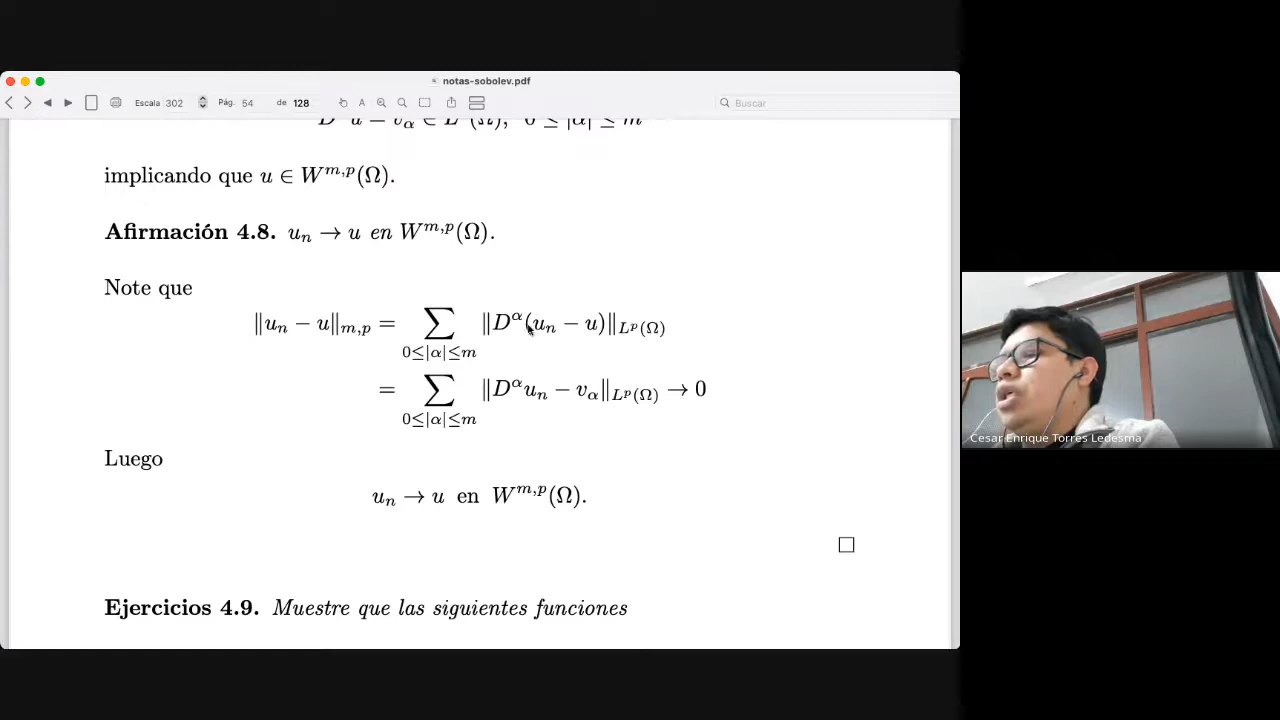 notas-sobolev.pdf
Escala 302 Pág. 54 de 128 A Buscar
implicando que u ∈ W^{m,p}(Ω).
Afirmación 4.8. u_n → u en W^{m,p}(Ω).
Note que
‖u_n − u‖_{m,p} = ∑_{0≤|α|≤m} ‖D^α(u_n − u)‖_{L^p(Ω)}
= ∑_{0≤|α|≤m} ‖D^α u_n − v_α‖_{L^p(Ω)} → 0
Luego
u_n → u en W^{m,p}(Ω).
□
Ejercicios 4.9. Muestre que las siguientes funciones
Cesar Enrique Torres Ledesma